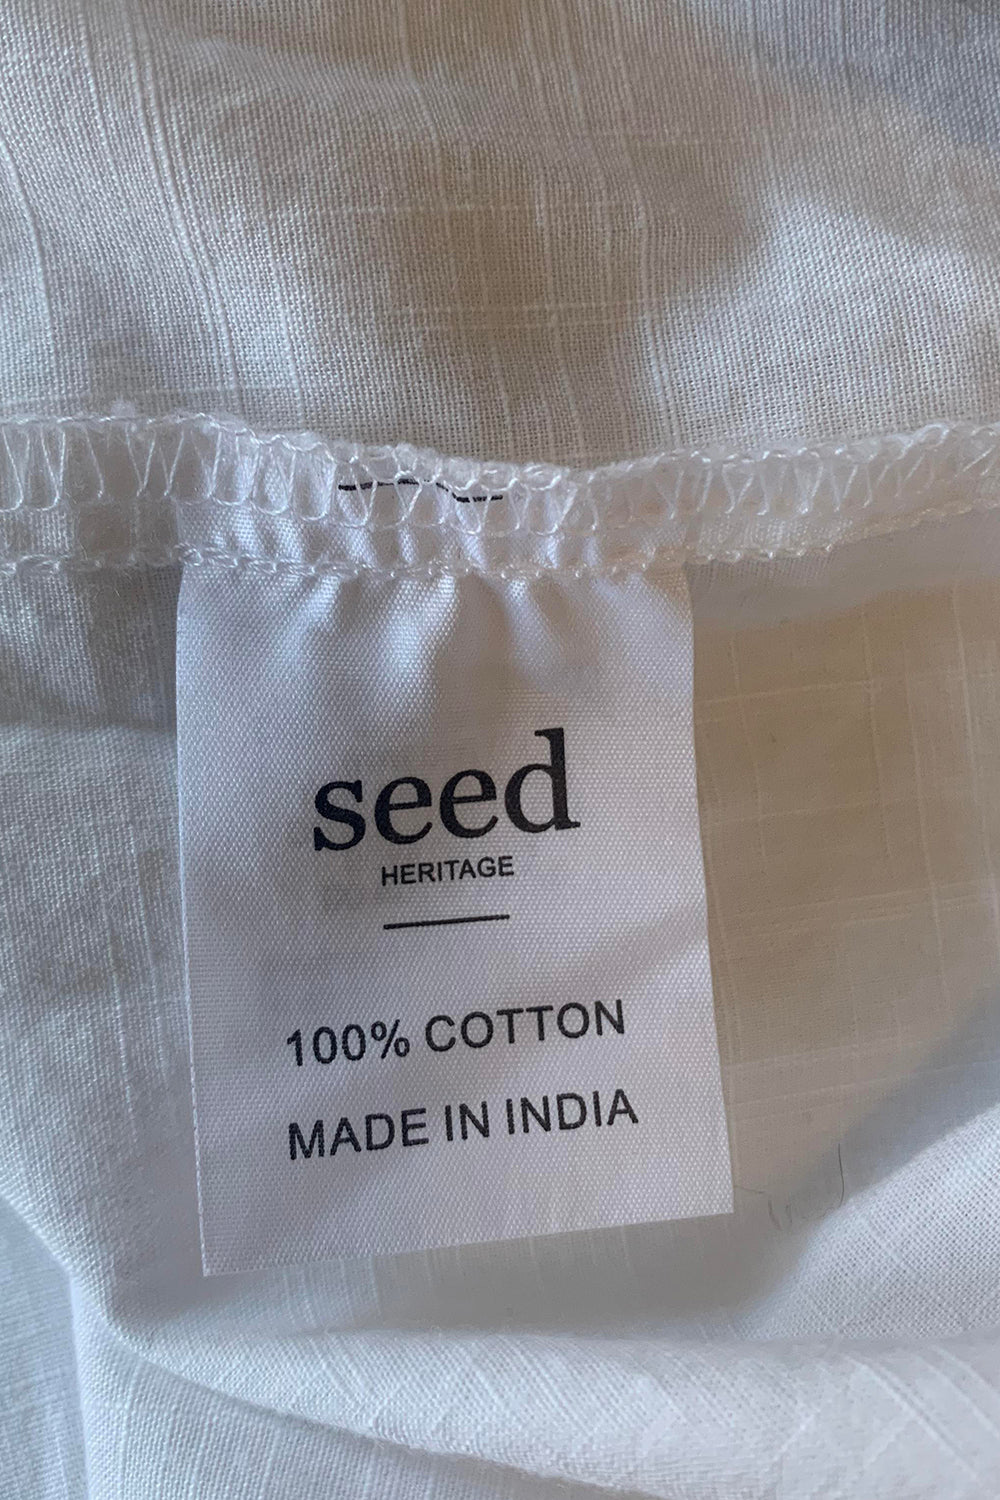 seed
HERITAGE
100% COTTON
MADE IN INDIA